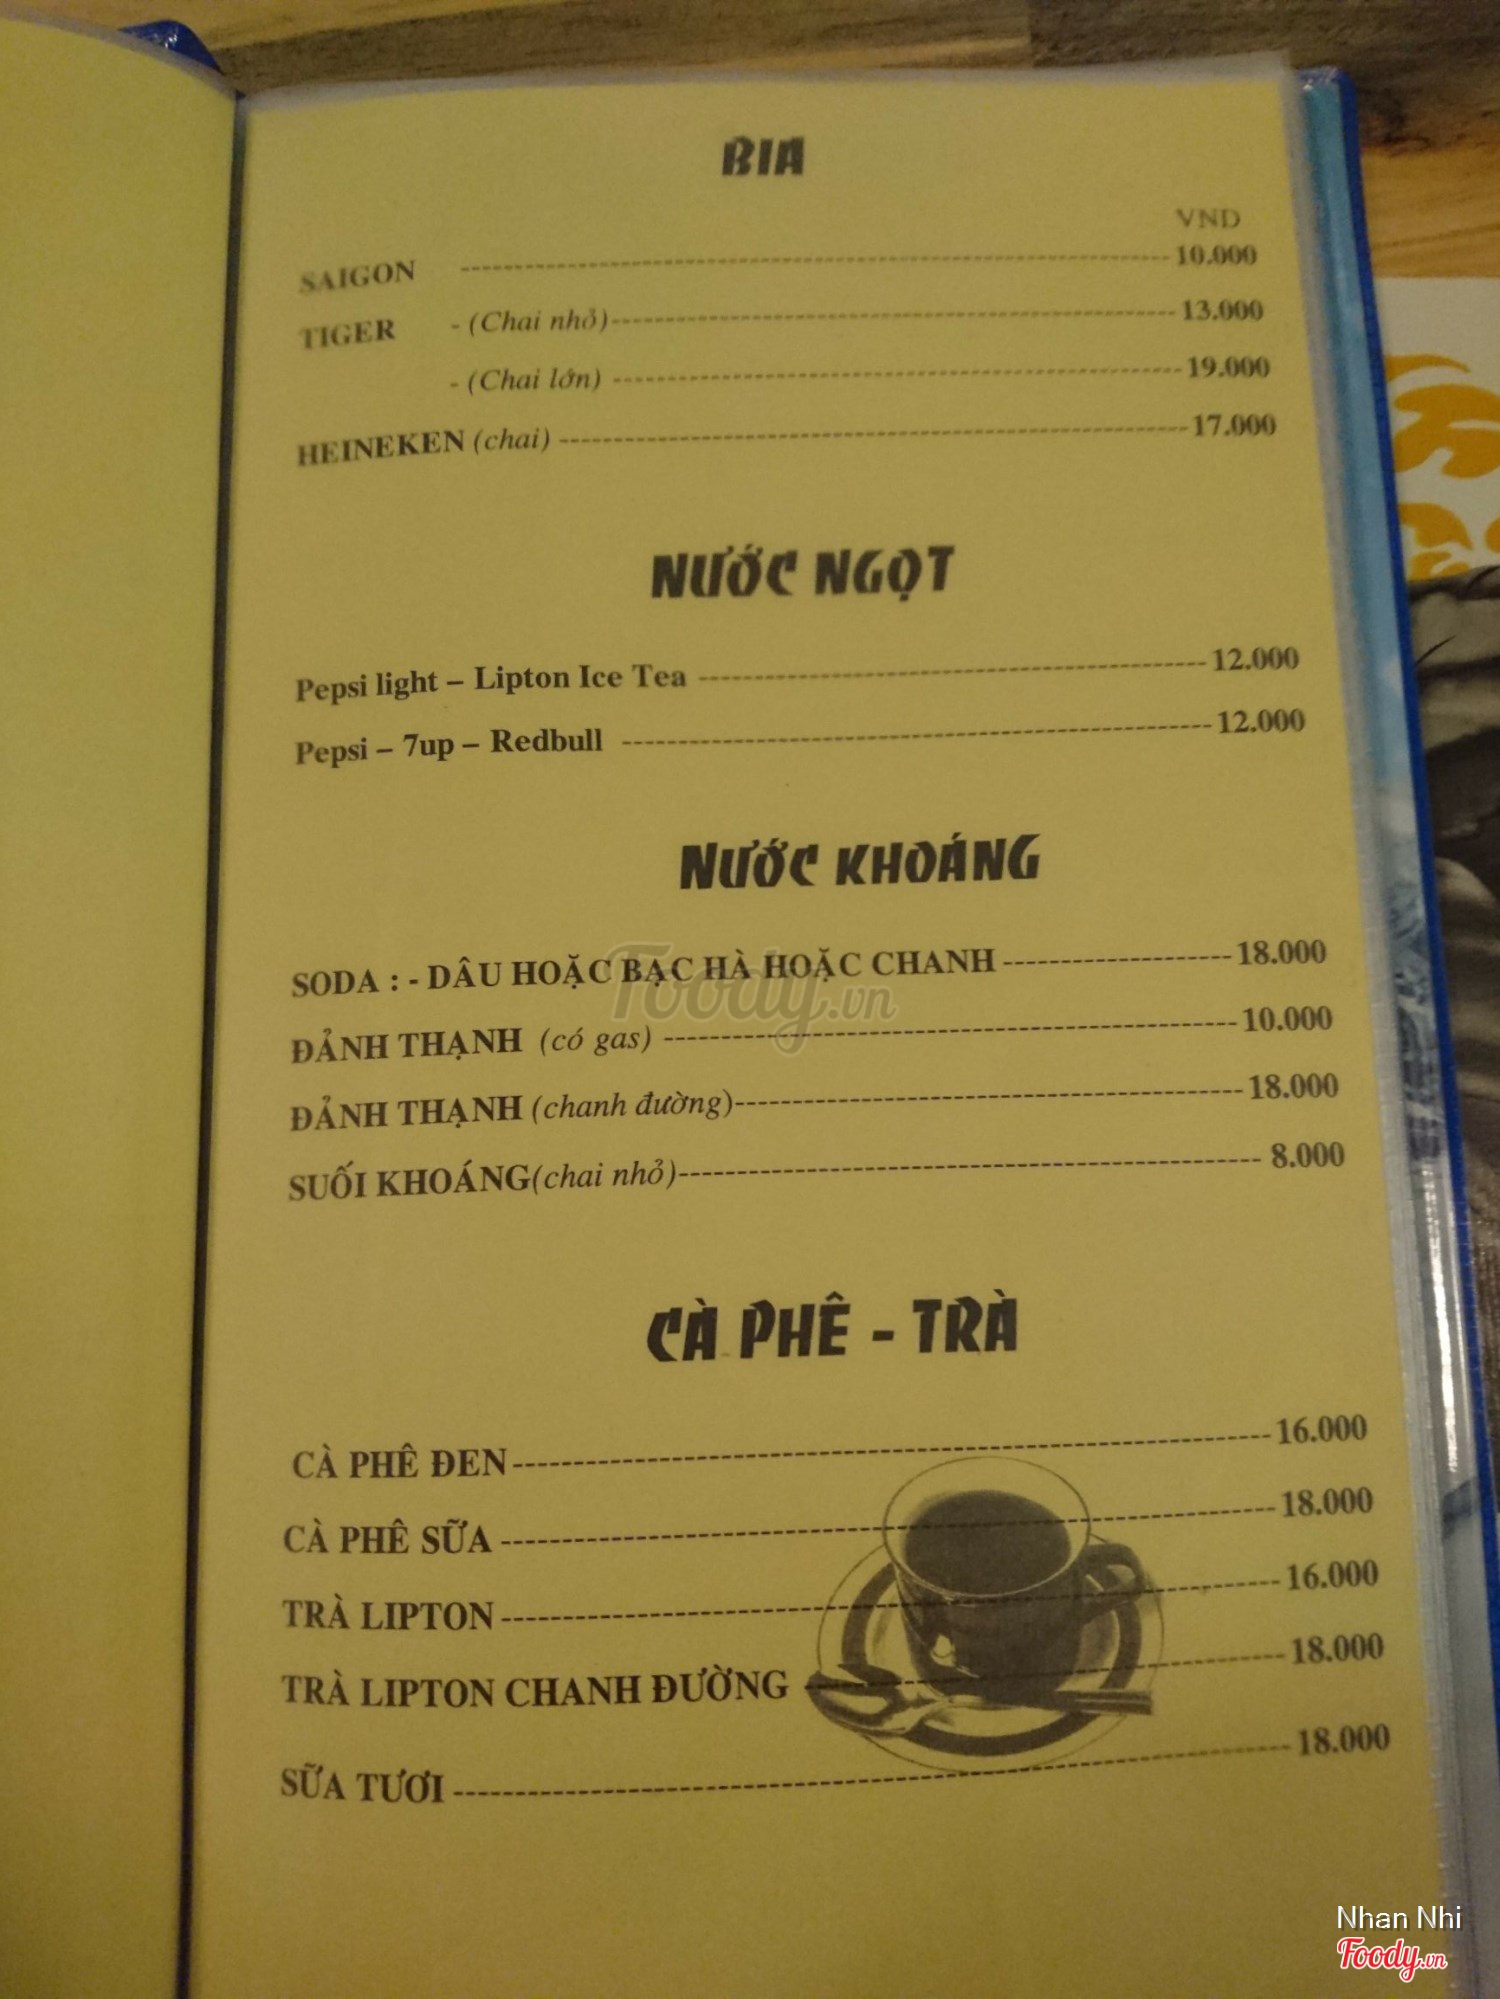 BIA
VND
SAIGON ---------- 10.000
TIGER - (Chai nhỏ) ---------- 13.000
- (Chai lớn) ---------- 19.000
HEINEKEN (chai) ---------- 17.000
NƯỚC NGỌT
Pepsi light – Lipton Ice Tea ---------- 12.000
Pepsi – 7up – Redbull ---------- 12.000
NƯỚC KHOÁNG
SODA : - DÂU HOẶC BẠC HÀ HOẶC CHANH ---------- 18.000
ĐẢNH THẠNH (có gas) ---------- 10.000
ĐẢNH THẠNH (chanh đường) ---------- 18.000
SUỐI KHOÁNG(chai nhỏ) ---------- 8.000
CÀ PHÊ - TRÀ
CÀ PHÊ ĐEN ---------- 16.000
CÀ PHÊ SỮA ---------- 18.000
TRÀ LIPTON ---------- 16.000
TRÀ LIPTON CHANH ĐƯỜNG ---------- 18.000
SỮA TƯƠI ---------- 18.000
Foody.vn
Nhan Nhi
Foody.vn